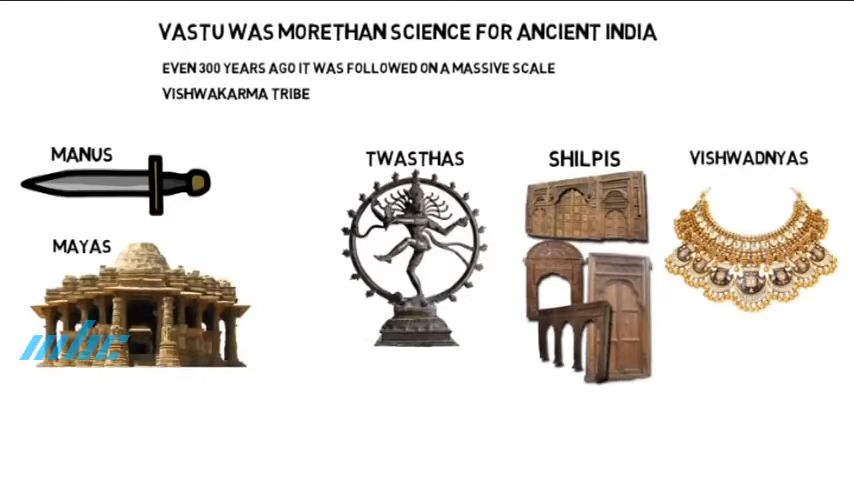 VASTU WAS MORETHAN SCIENCE FOR ANCIENT INDIA
EVEN 300 YEARS AGO IT WAS FOLLOWED ON A MASSIVE SCALE
VISHWAKARMA TRIBE
MANUS
TWASTHAS
SHILPIS
VISHWADNYAS
MAYAS